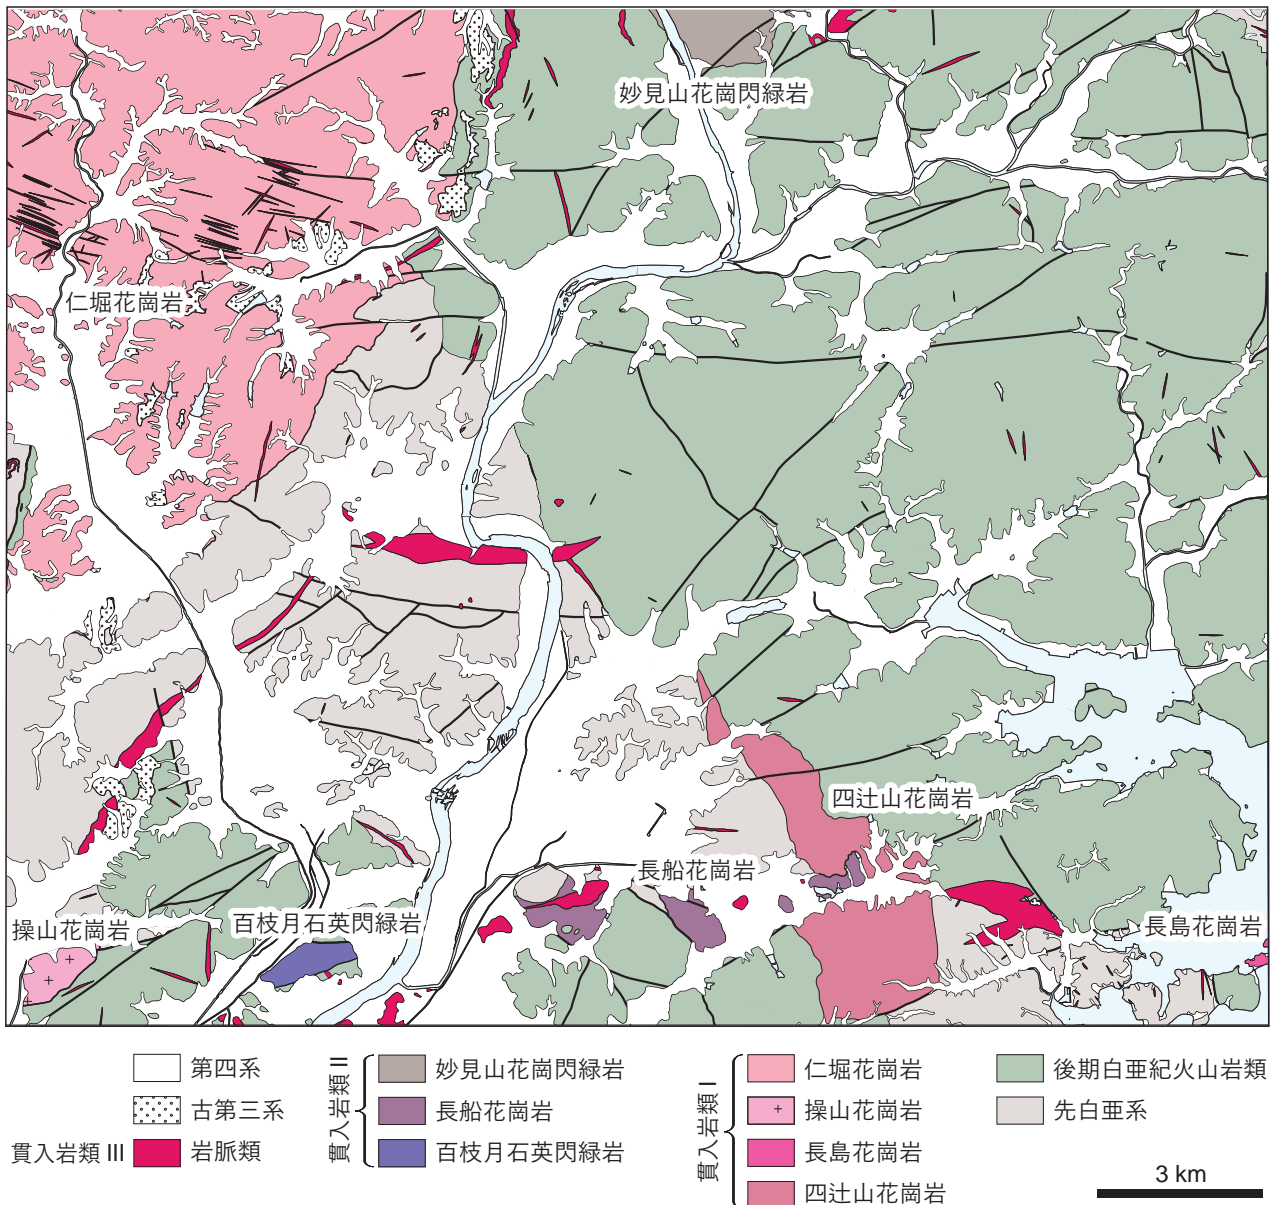 妙見山花崗閃緑岩
仁堀花崗岩
四辻山花崗岩
長船花崗岩
操山花崗岩
百枝月石英閃緑岩
長島花崗岩
第四系
古第三系
貫入岩類 III
岩脈類
貫入岩類 II
妙見山花崗閃緑岩
長船花崗岩
百枝月石英閃緑岩
貫入岩類 I
仁堀花崗岩
操山花崗岩
長島花崗岩
四辻山花崗岩
後期白亜紀火山岩類
先白亜系
3 km